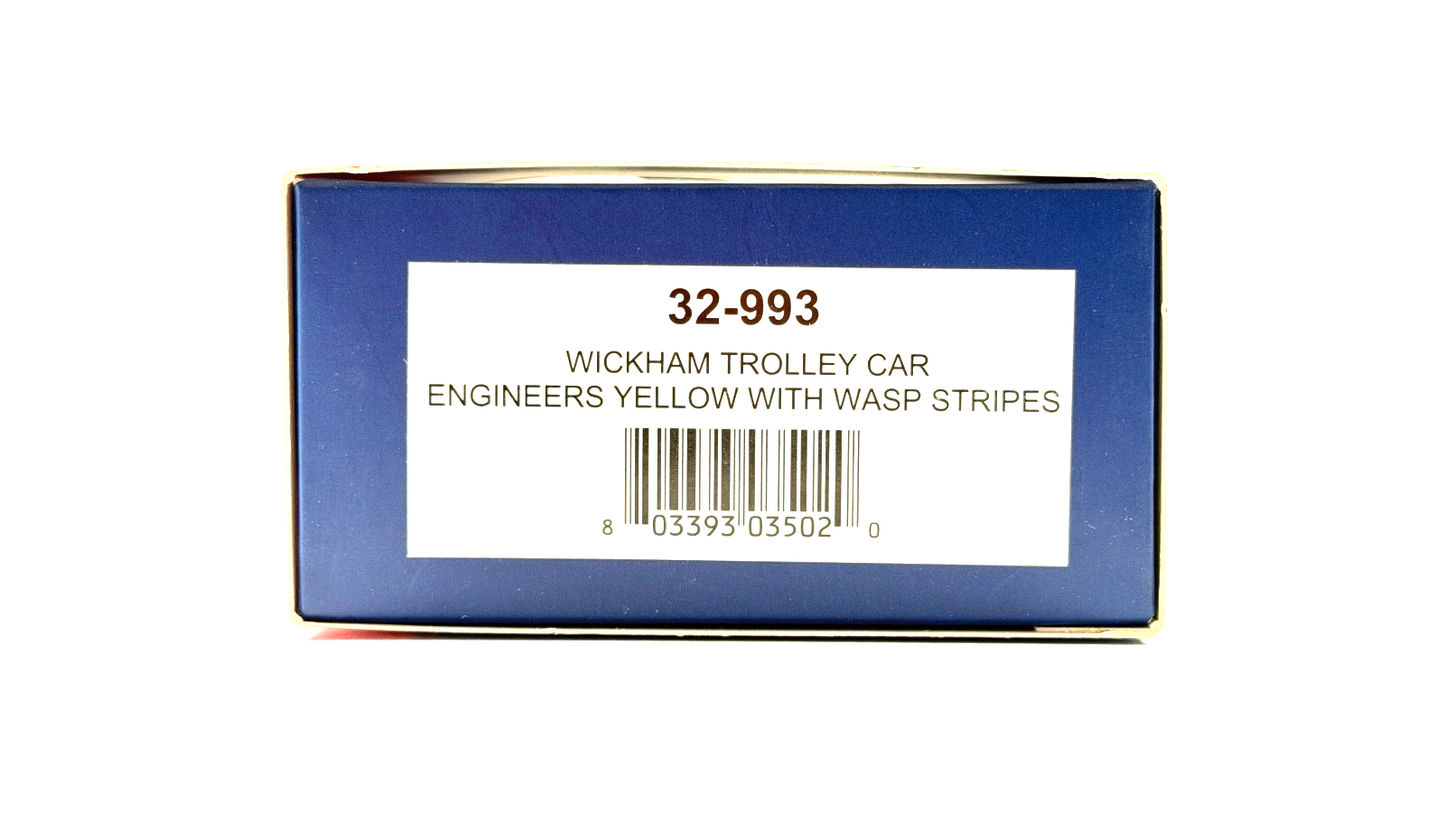 32-993
WICKHAM TROLLEY CAR
ENGINEERS YELLOW WITH WASP STRIPES
8 03393 03502 0